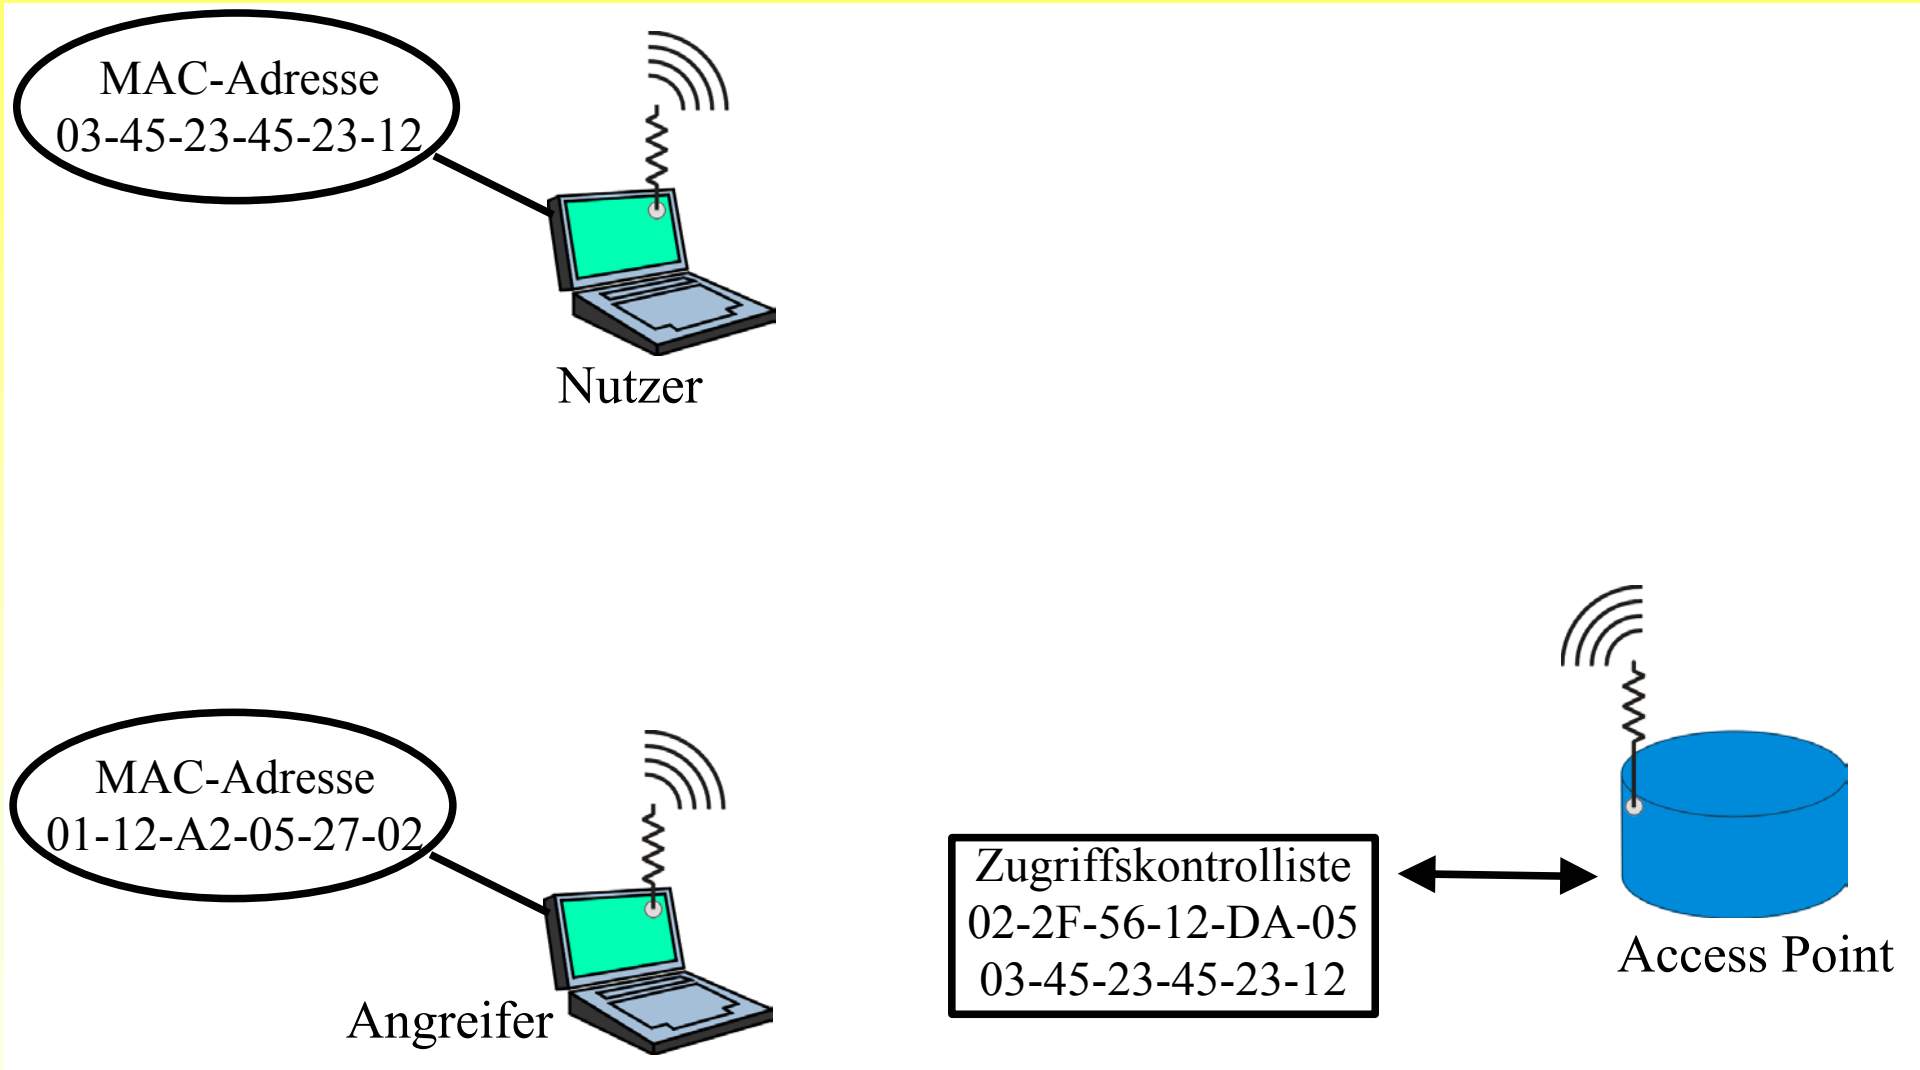 MAC-Adresse
03-45-23-45-23-12
Nutzer
MAC-Adresse
01-12-A2-05-27-02
Angreifer
Zugriffskontrolliste
02-2F-56-12-DA-05
03-45-23-45-23-12
Access Point